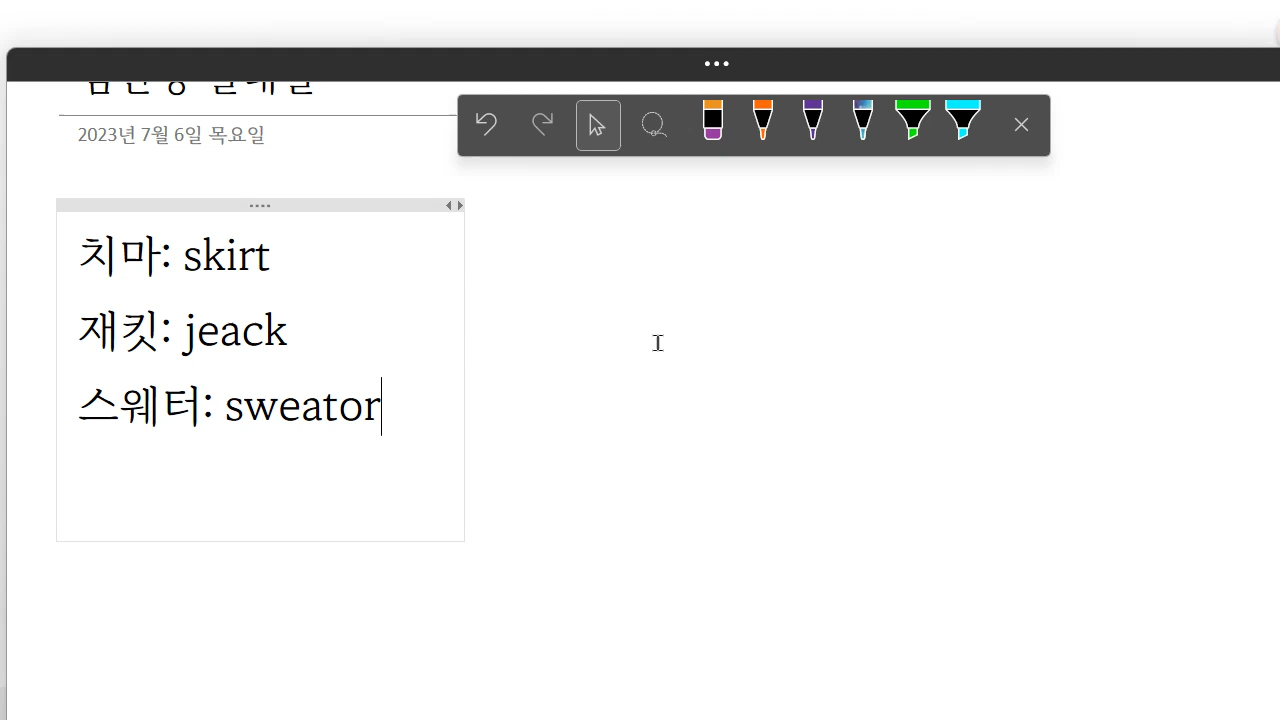 2023년 7월 6일 목요일
치마: skirt
재킷: jeack
스웨터: sweator